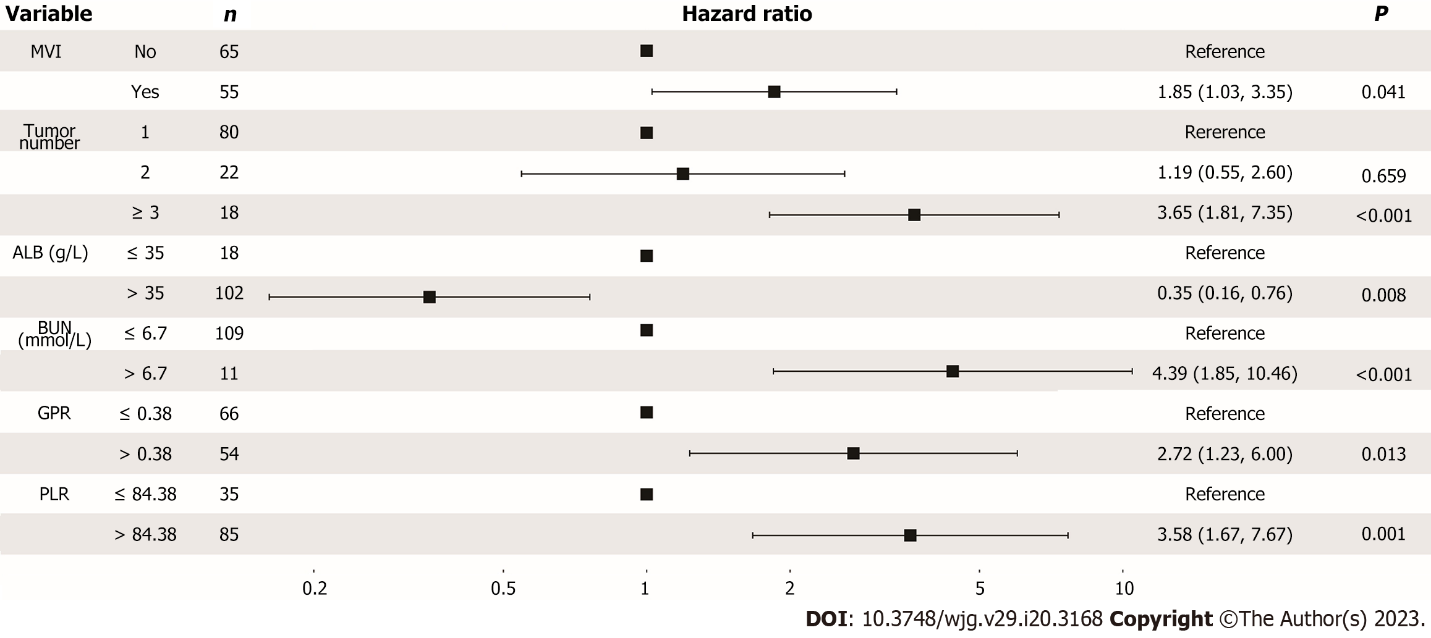 Variable n Hazard ratio P
MVI No 65 Reference
Yes 55 1.85 (1.03, 3.35) 0.041
Tumor number 1 80 Rererence
2 22 1.19 (0.55, 2.60) 0.659
≥ 3 18 3.65 (1.81, 7.35) <0.001
ALB (g/L) ≤ 35 18 Reference
> 35 102 0.35 (0.16, 0.76) 0.008
BUN (mmol/L) ≤ 6.7 109 Reference
> 6.7 11 4.39 (1.85, 10.46) <0.001
GPR ≤ 0.38 66 Reference
> 0.38 54 2.72 (1.23, 6.00) 0.013
PLR ≤ 84.38 35 Reference
> 84.38 85 3.58 (1.67, 7.67) 0.001
0.2 0.5 1 2 5 10
DOI: 10.3748/wjg.v29.i20.3168 Copyright ©The Author(s) 2023.